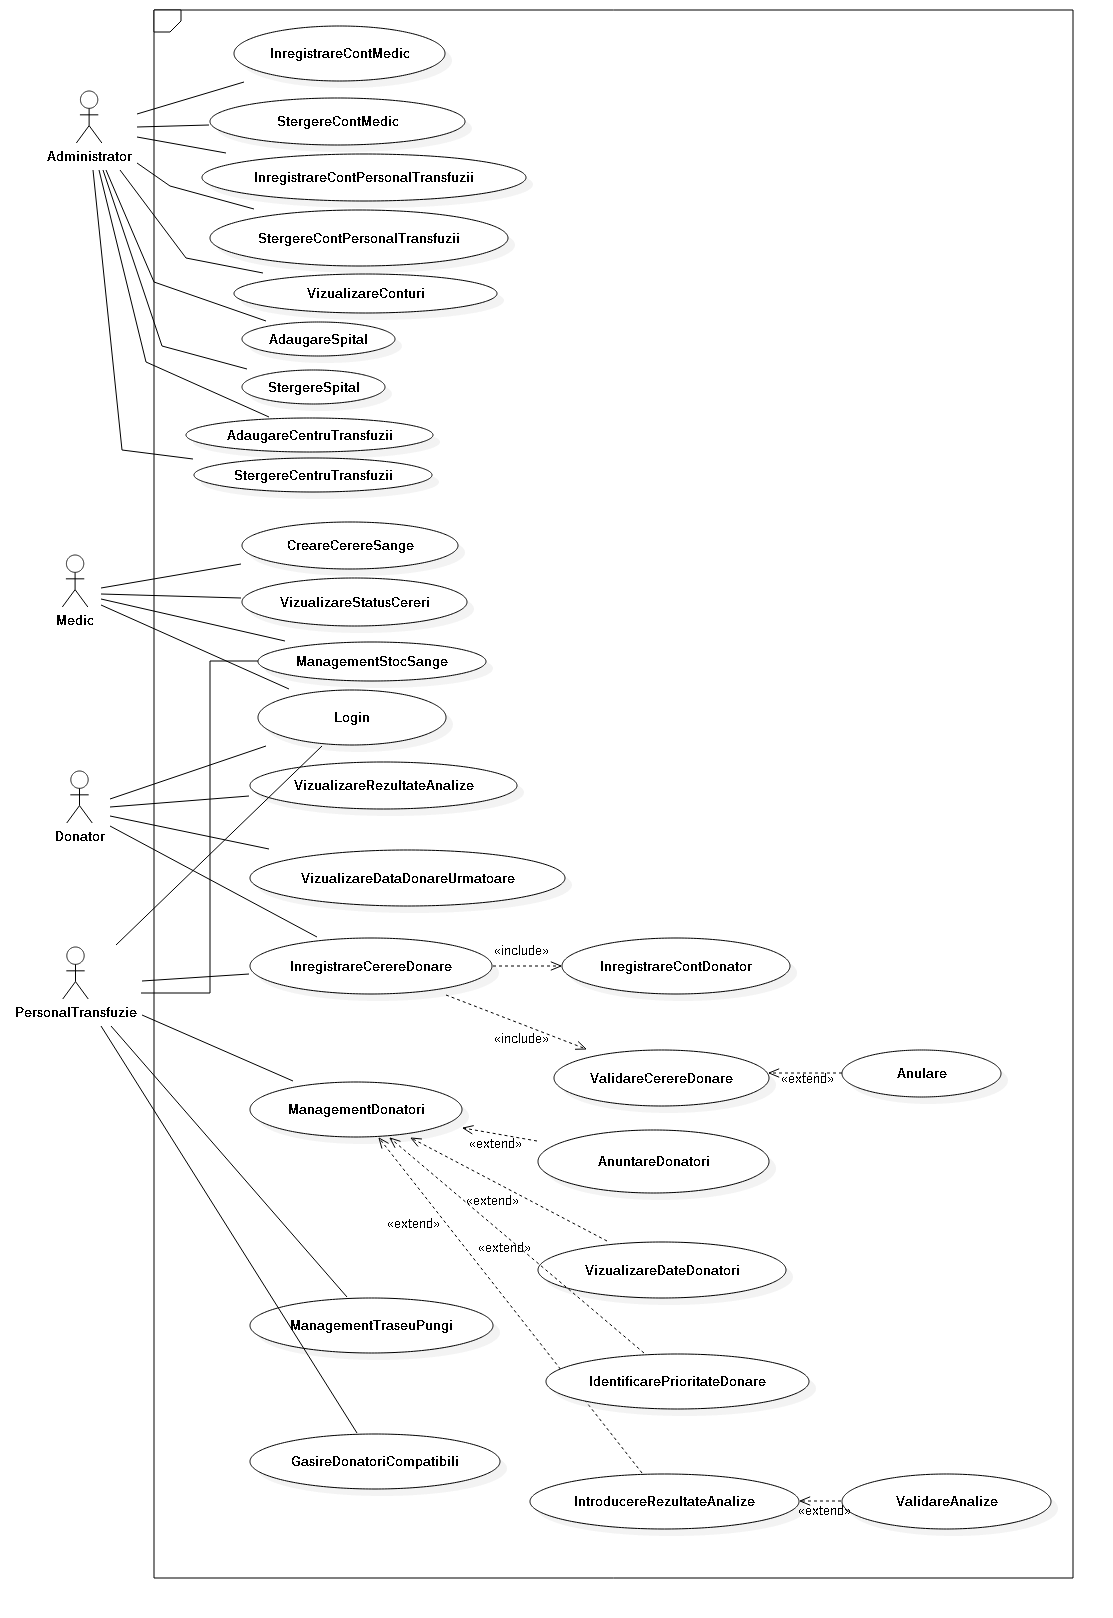 InregistrareContMedic
StergereContMedic
Administrator
InregistrareContPersonalTransfuzii
StergereContPersonalTransfuzii
VizualizareConturi
AdaugareSpital
StergereSpital
AdaugareCentruTransfuzii
StergereCentruTransfuzii
CreareCerereSange
VizualizareStatusCereri
Medic
ManagementStocSange
Login
VizualizareRezultateAnalize
Donator
VizualizareDataDonareUrmatoare
«include»
InregistrareCerereDonare
InregistrareContDonator
PersonalTransfuzie
«include»
ValidareCerereDonare
«extend»
Anulare
ManagementDonatori
«extend»
AnuntareDonatori
«extend»
«extend»
«extend»
VizualizareDateDonatori
ManagementTraseuPungi
IdentificarePrioritateDonare
GasireDonatoriCompatibili
IntroducereRezultateAnalize
«extend»
ValidareAnalize